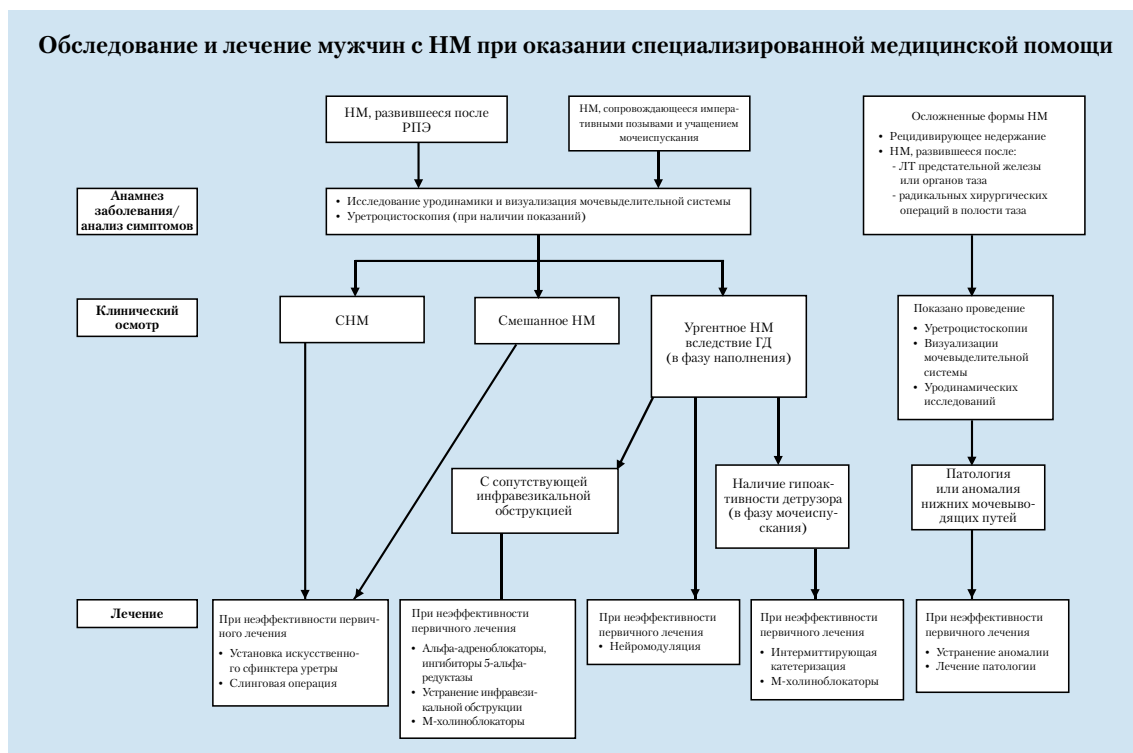 Обследование и лечение мужчин с НМ при оказании специализированной медицинской помощи
НМ, развившееся после
РПЭ
НМ, сопровождающееся импера-
тивными позывами и учащением
мочеиспускания
Осложненные формы НМ
• Рецидивирующее недержание
• НМ, развившееся после:
- ЛТ предстательной железы
или органов таза
- радикальных хирургических
операций в полости таза
Анамнез
заболевания/
анализ симптомов
• Исследование уродинамики и визуализация мочевыделительной системы
• Уретроцистоскопия (при наличии показаний)
Клинический
осмотр
СНМ
Смешанное НМ
Ургентное НМ
вследствие ГД
(в фазу наполнения)
Показано проведение
• Уретроцистоскопии
• Визуализации
мочевыделительной
системы
• Уродинамических
исследований
С сопутствующей
инфравезикальной
обструкцией
Наличие гипоак-
тивности детрузора
(в фазу мочеиспу-
скания)
Патология
или аномалия
нижних мочевыво-
дящих путей
Лечение
При неэффективности первич-
ного лечения
• Установка искусственно-
го сфинктера уретры
• Слинговая операция
При неэффективности
первичного лечения
• Альфа-адреноблокаторы,
ингибиторы 5-альфа-
редуктазы
• Устранение инфравези-
кальной обструкции
• М-холиноблокаторы
При неэффективности
первичного лечения
• Нейромодуляция
При неэффективности
первичного лечения
• Интермиттирующая
катетеризация
• М-холиноблокаторы
При неэффективности
первичного лечения
• Устранение аномалии
• Лечение патологии